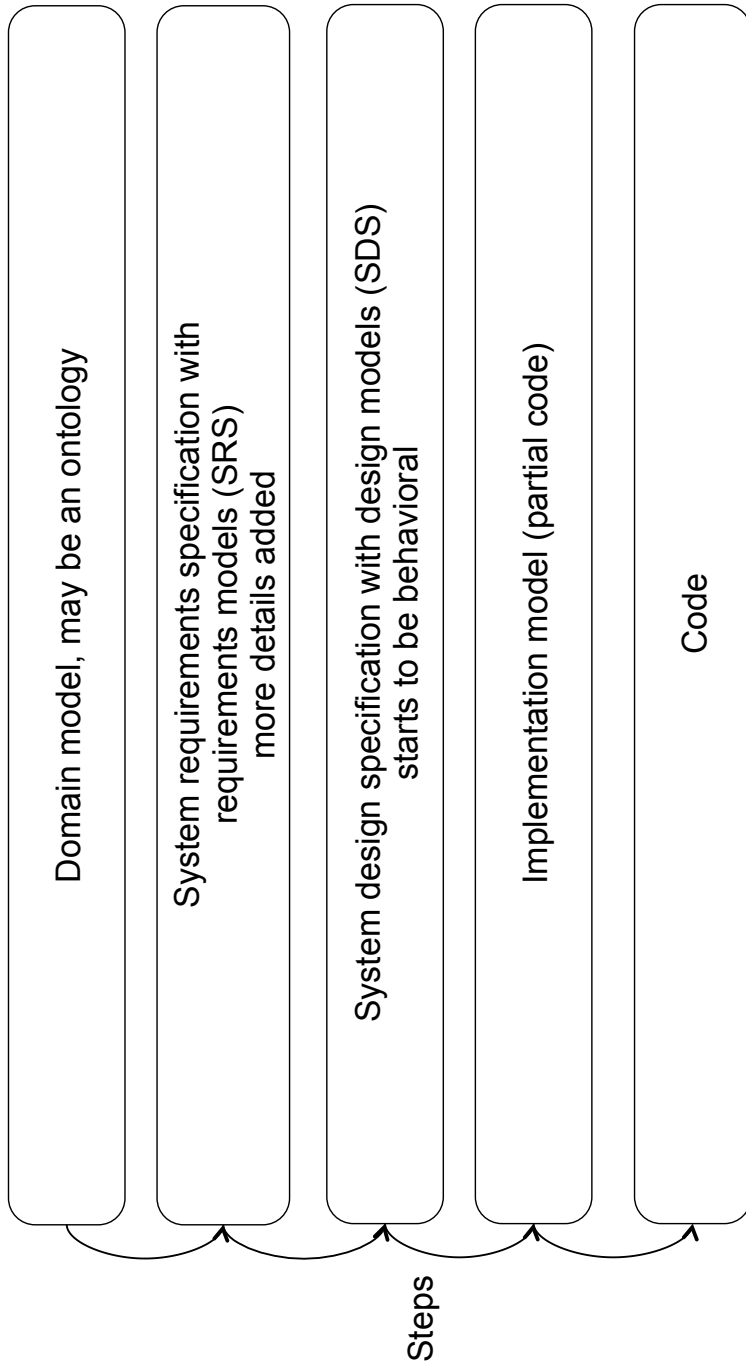 Domain model, may be an ontology
System requirements specification with
requirements models (SRS)
more details added
System design specification with design models (SDS)
starts to be behavioral
Implementation model (partial code)
Code
Steps